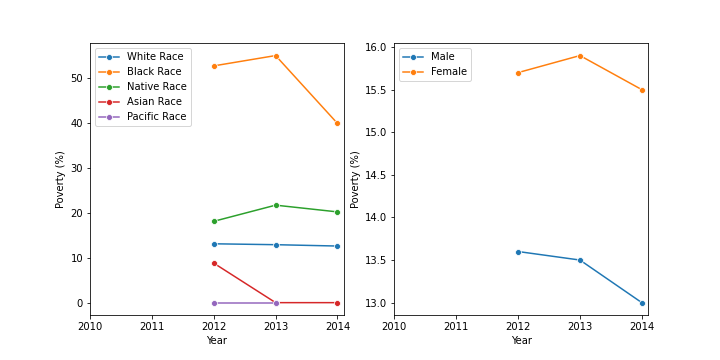 White Race
Black Race
Native Race
Asian Race
Pacific Race
50
40
30
20
10
0
Poverty (%)
2010 2011 2012 2013 2014
Year
Male
Female
16.0
15.5
15.0
14.5
14.0
13.5
13.0
Poverty (%)
2010 2011 2012 2013 2014
Year